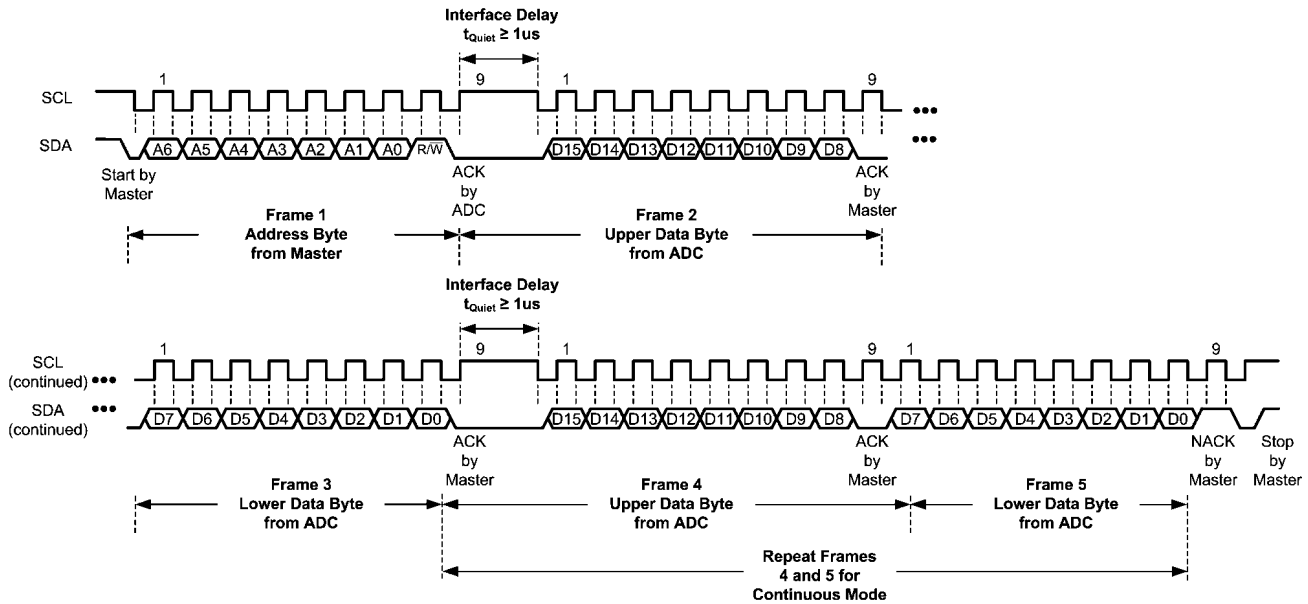 Interface Delay
tQuiet ≥ 1us
1 9 1 9
SCL
SDA
A6 A5 A4 A3 A2 A1 A0 R/W̅ D15 D14 D13 D12 D11 D10 D9 D8
Start by
Master
ACK
by
ADC
ACK
by
Master
Frame 1
Address Byte
from Master
Frame 2
Upper Data Byte
from ADC
Interface Delay
tQuiet ≥ 1us
1 9 1 9 1 9
SCL
(continued)
SDA
(continued)
D7 D6 D5 D4 D3 D2 D1 D0 D15 D14 D13 D12 D11 D10 D9 D8 D7 D6 D5 D4 D3 D2 D1 D0
ACK
by
Master
ACK
by
Master
NACK
by
Master
Stop
by
Master
Frame 3
Lower Data Byte
from ADC
Frame 4
Upper Data Byte
from ADC
Frame 5
Lower Data Byte
from ADC
Repeat Frames
4 and 5 for
Continuous Mode